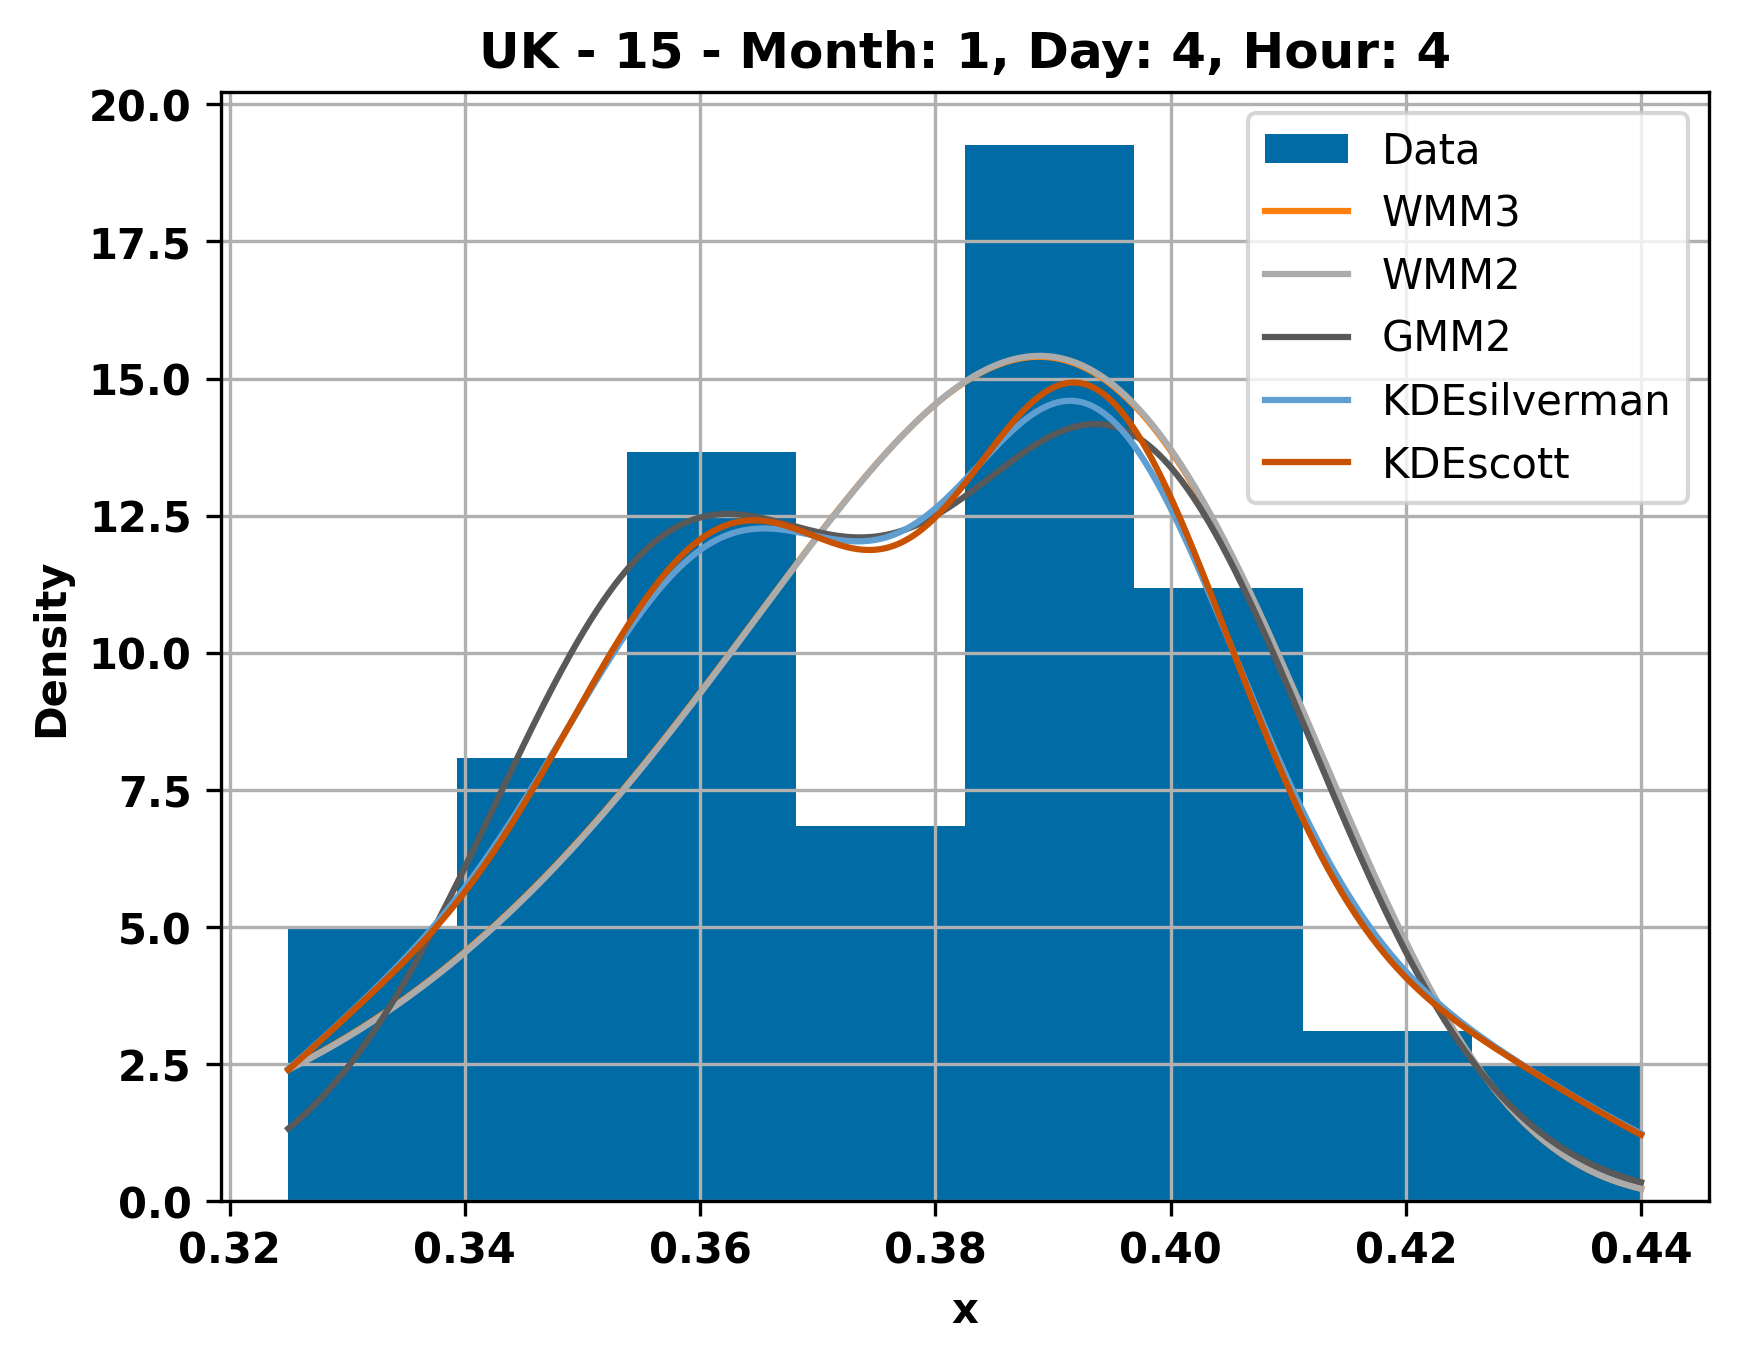 UK - 15 - Month: 1, Day: 4, Hour: 4
20.0
17.5
15.0
12.5
10.0
7.5
5.0
2.5
0.0
Density
Data
WMM3
WMM2
GMM2
KDEsilverman
KDEscott
0.32 0.34 0.36 0.38 0.40 0.42 0.44
x